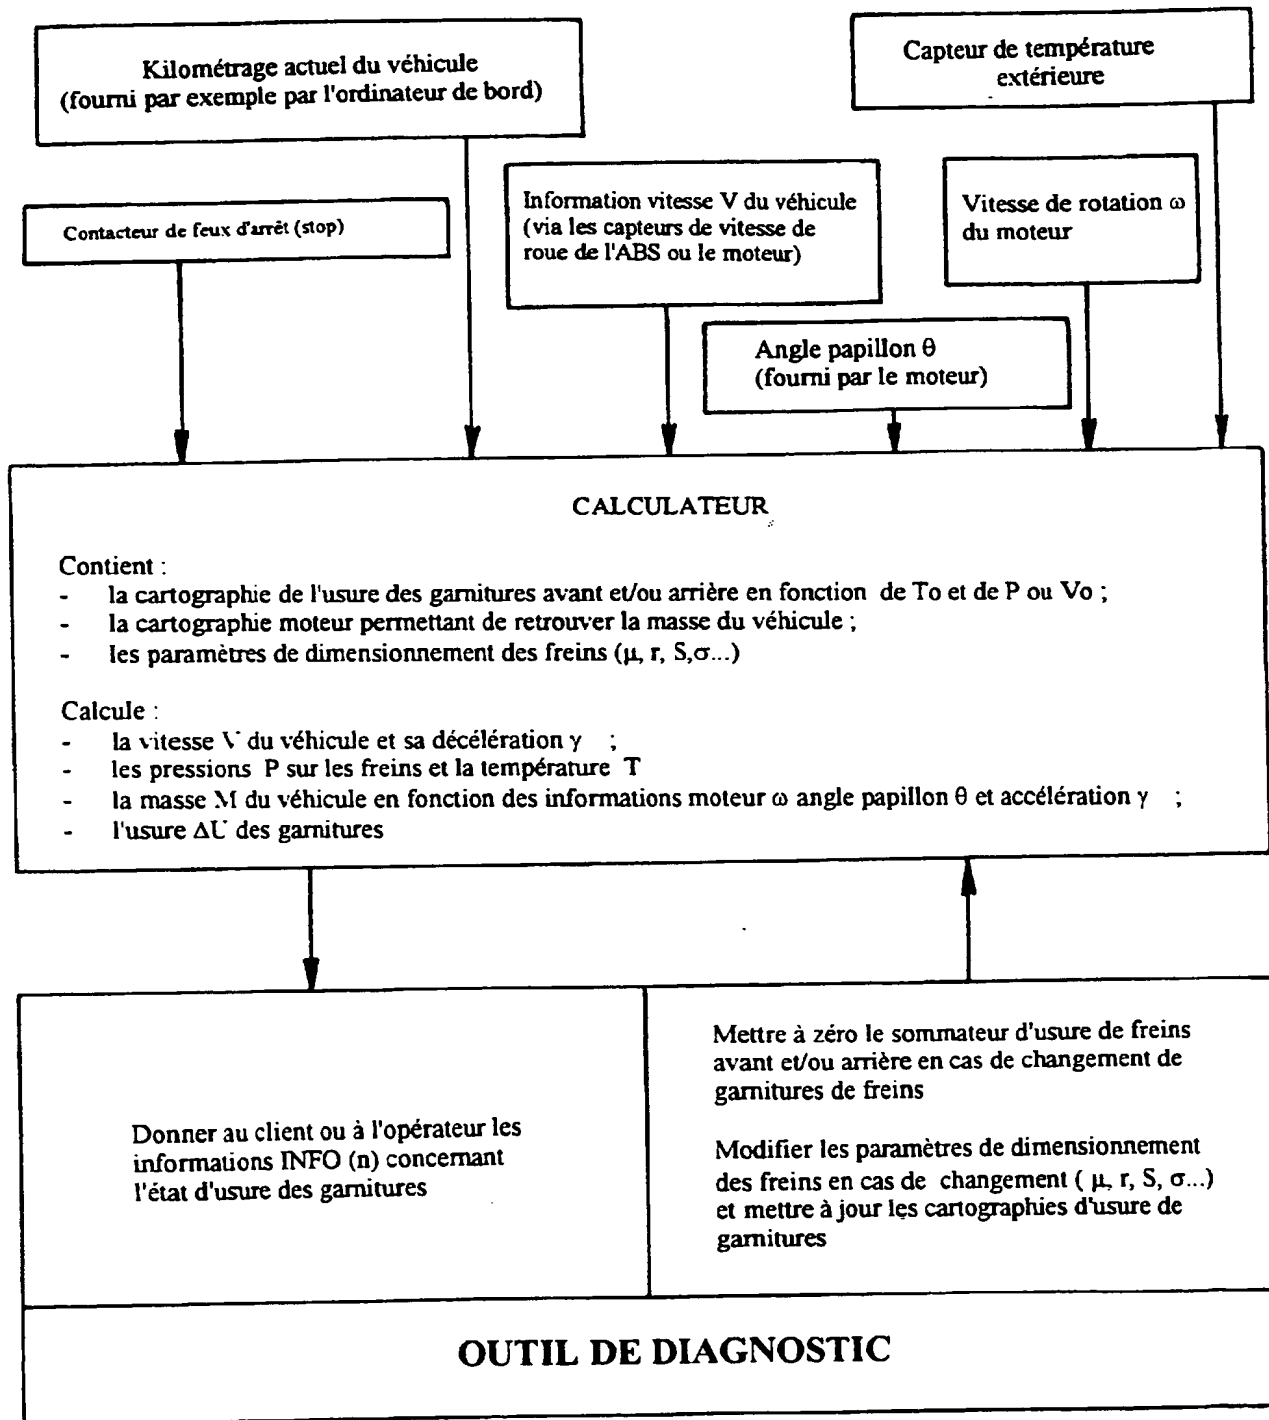 Kilométrage actuel du véhicule
(fourni par exemple par l'ordinateur de bord)
Capteur de température
extérieure
Contacteur de feux d'arrêt (stop)
Information vitesse V du véhicule
(via les capteurs de vitesse de
roue de l'ABS ou le moteur)
Vitesse de rotation ω
du moteur
Angle papillon θ
(fourni par le moteur)
CALCULATEUR
Contient :
- la cartographie de l'usure des garnitures avant et/ou arrière en fonction de To et de P ou Vo ;
- la cartographie moteur permettant de retrouver la masse du véhicule ;
- les paramètres de dimensionnement des freins (μ, r, S,σ...)
Calcule :
- la vitesse V du véhicule et sa décélération γ ;
- les pressions P sur les freins et la température T
- la masse M du véhicule en fonction des informations moteur ω angle papillon θ et accélération γ ;
- l'usure ΔU des garnitures
Donner au client ou à l'opérateur les
informations INFO (n) concernant
l'état d'usure des garnitures
Mettre à zéro le sommateur d'usure de freins
avant et/ou arrière en cas de changement de
garnitures de freins
Modifier les paramètres de dimensionnement
des freins en cas de changement ( μ, r, S, σ...)
et mettre à jour les cartographies d'usure de
garnitures
OUTIL DE DIAGNOSTIC